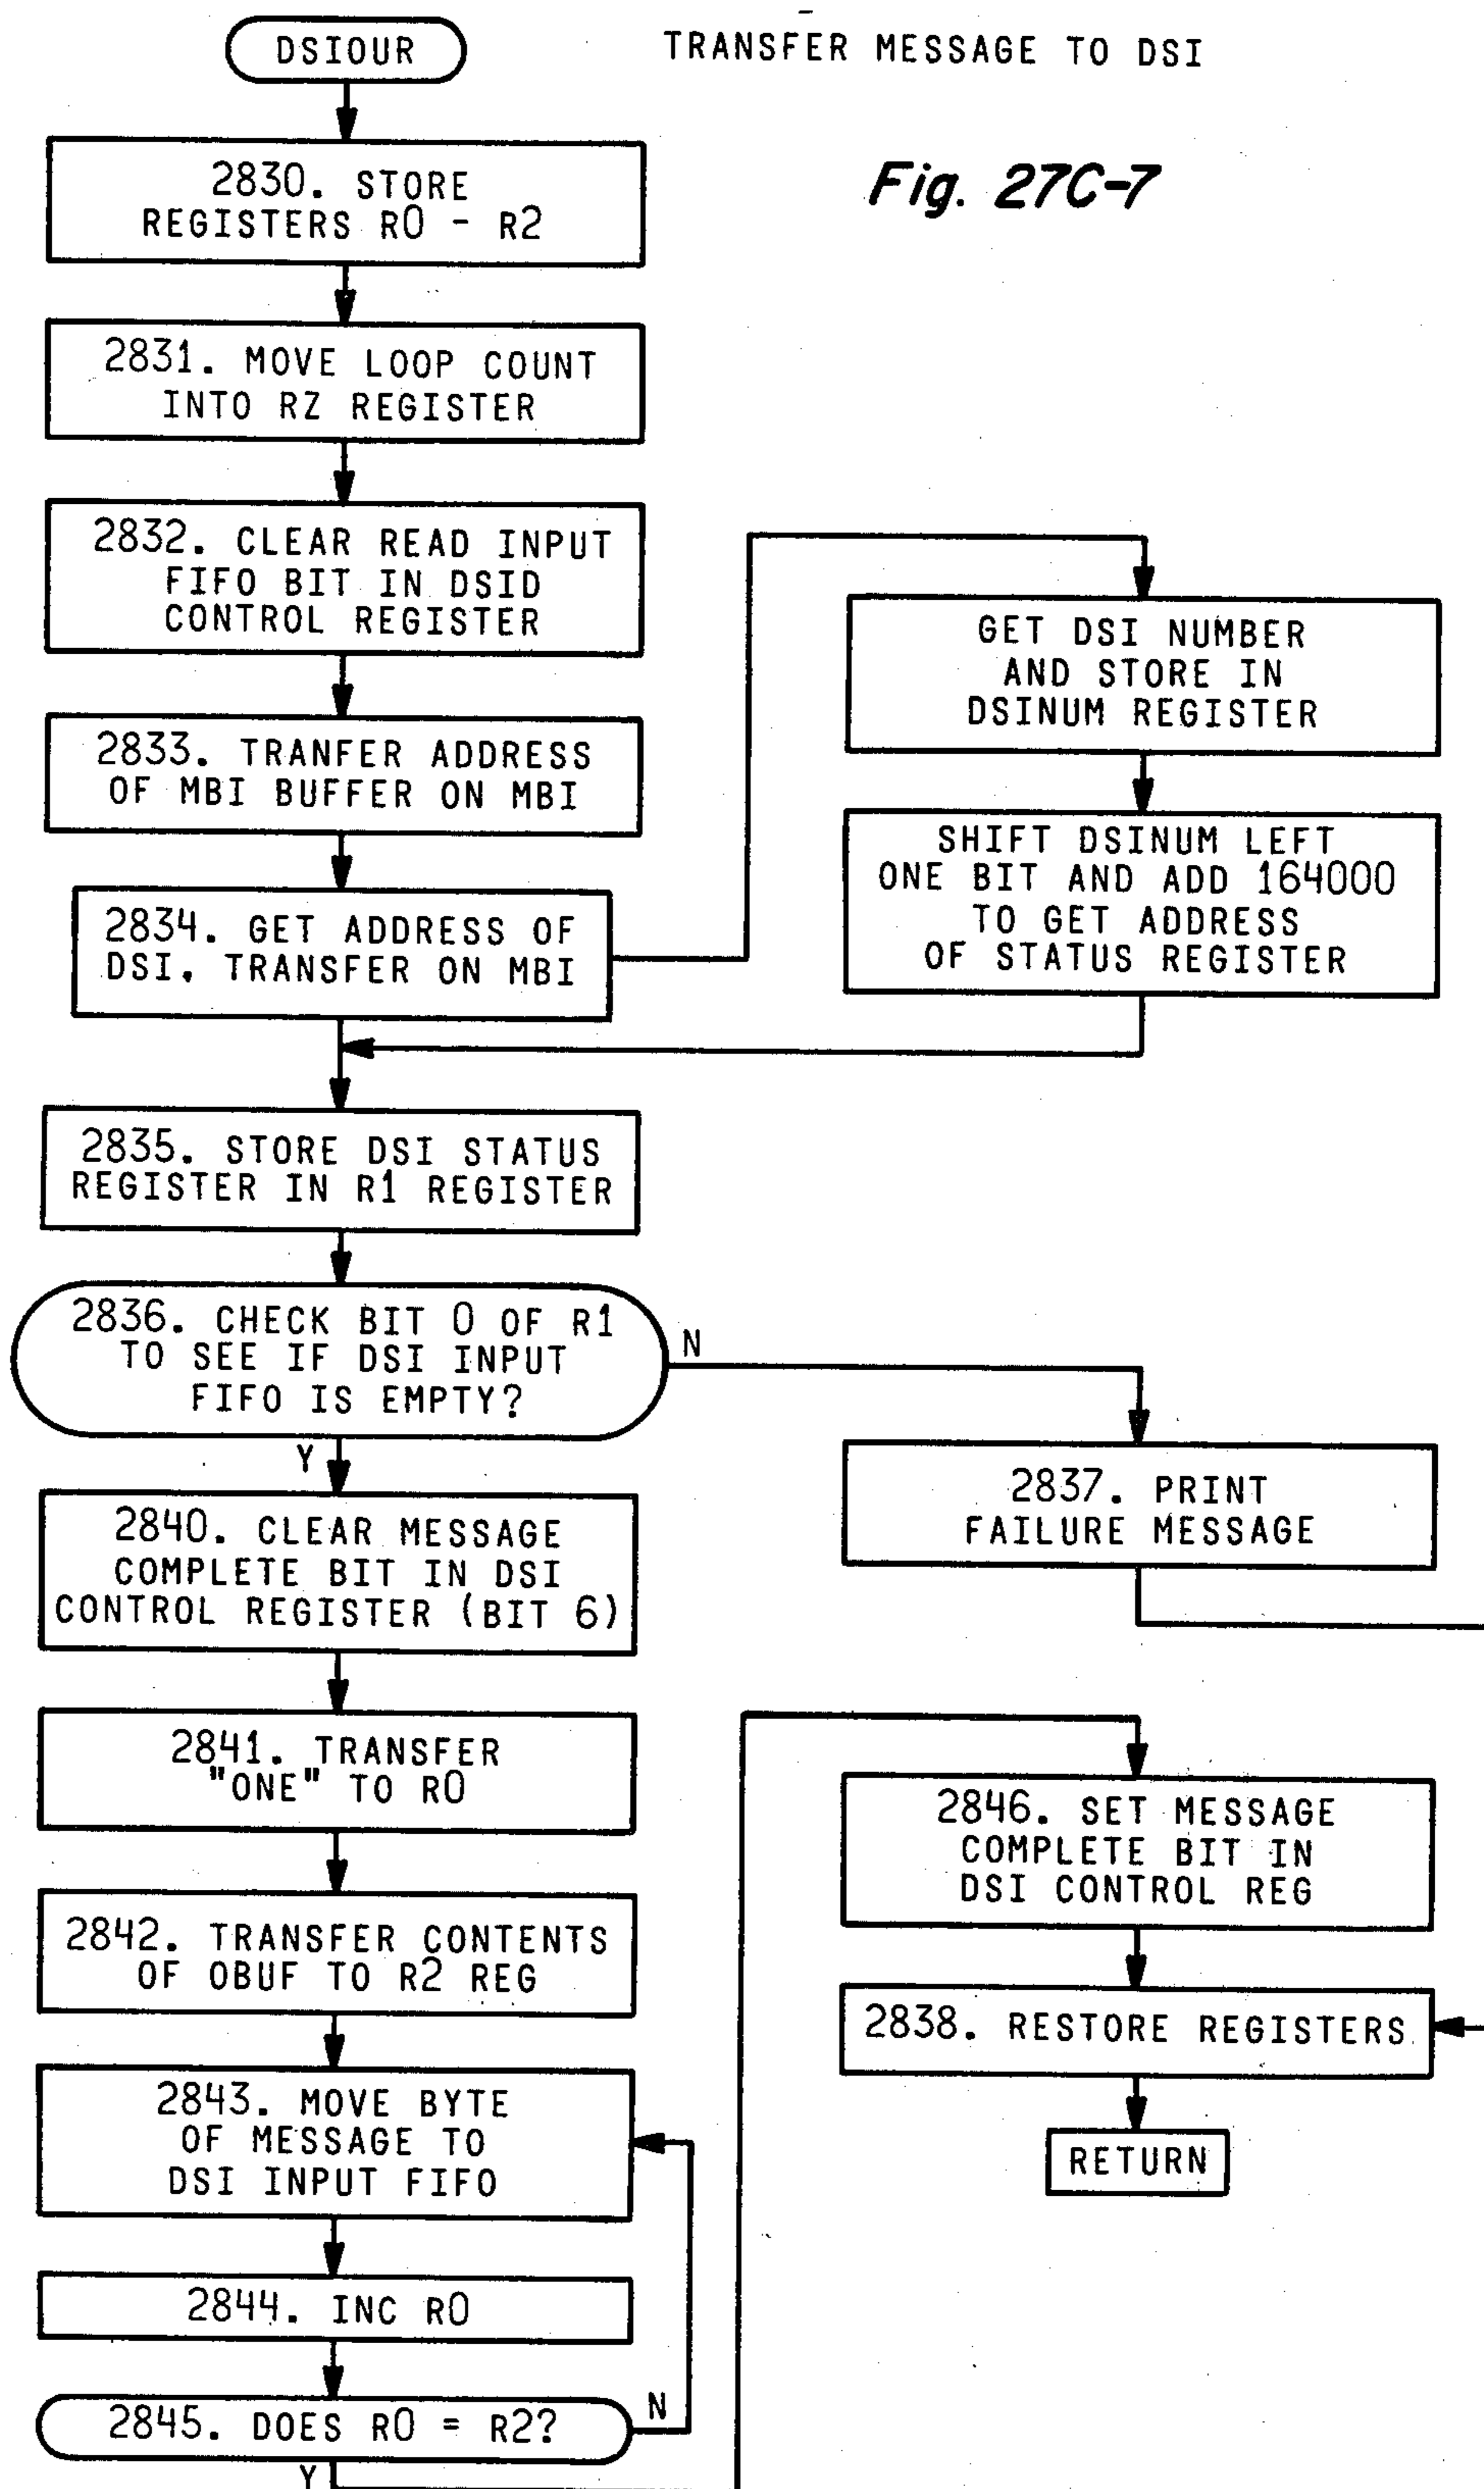 DSIOUR
TRANSFER MESSAGE TO DSI
Fig. 27C-7
2830. STORE
REGISTERS R0 - R2
2831. MOVE LOOP COUNT
INTO RZ REGISTER
2832. CLEAR READ INPUT
FIFO BIT IN DSID
CONTROL REGISTER
2833. TRANFER ADDRESS
OF MBI BUFFER ON MBI
2834. GET ADDRESS OF
DSI. TRANSFER ON MBI
GET DSI NUMBER
AND STORE IN
DSINUM REGISTER
SHIFT DSINUM LEFT
ONE BIT AND ADD 164000
TO GET ADDRESS
OF STATUS REGISTER
2835. STORE DSI STATUS
REGISTER IN R1 REGISTER
2836. CHECK BIT 0 OF R1
TO SEE IF DSI INPUT
FIFO IS EMPTY?
N
Y
2837. PRINT
FAILURE MESSAGE
2840. CLEAR MESSAGE
COMPLETE BIT IN DSI
CONTROL REGISTER (BIT 6)
2841. TRANSFER
"ONE" TO R0
2842. TRANSFER CONTENTS
OF OBUF TO R2 REG
2843. MOVE BYTE
OF MESSAGE TO
DSI INPUT FIFO
2844. INC R0
2845. DOES R0 = R2?
N
Y
2846. SET MESSAGE
COMPLETE BIT IN
DSI CONTROL REG
2838. RESTORE REGISTERS
RETURN